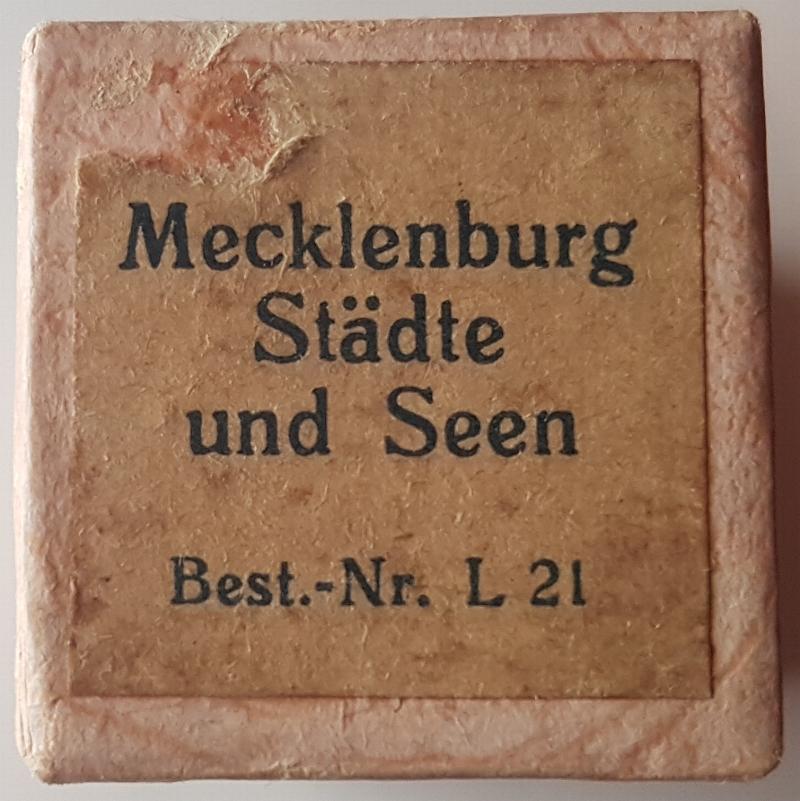 Mecklenburg
Städte
und Seen
Best.-Nr. L 21